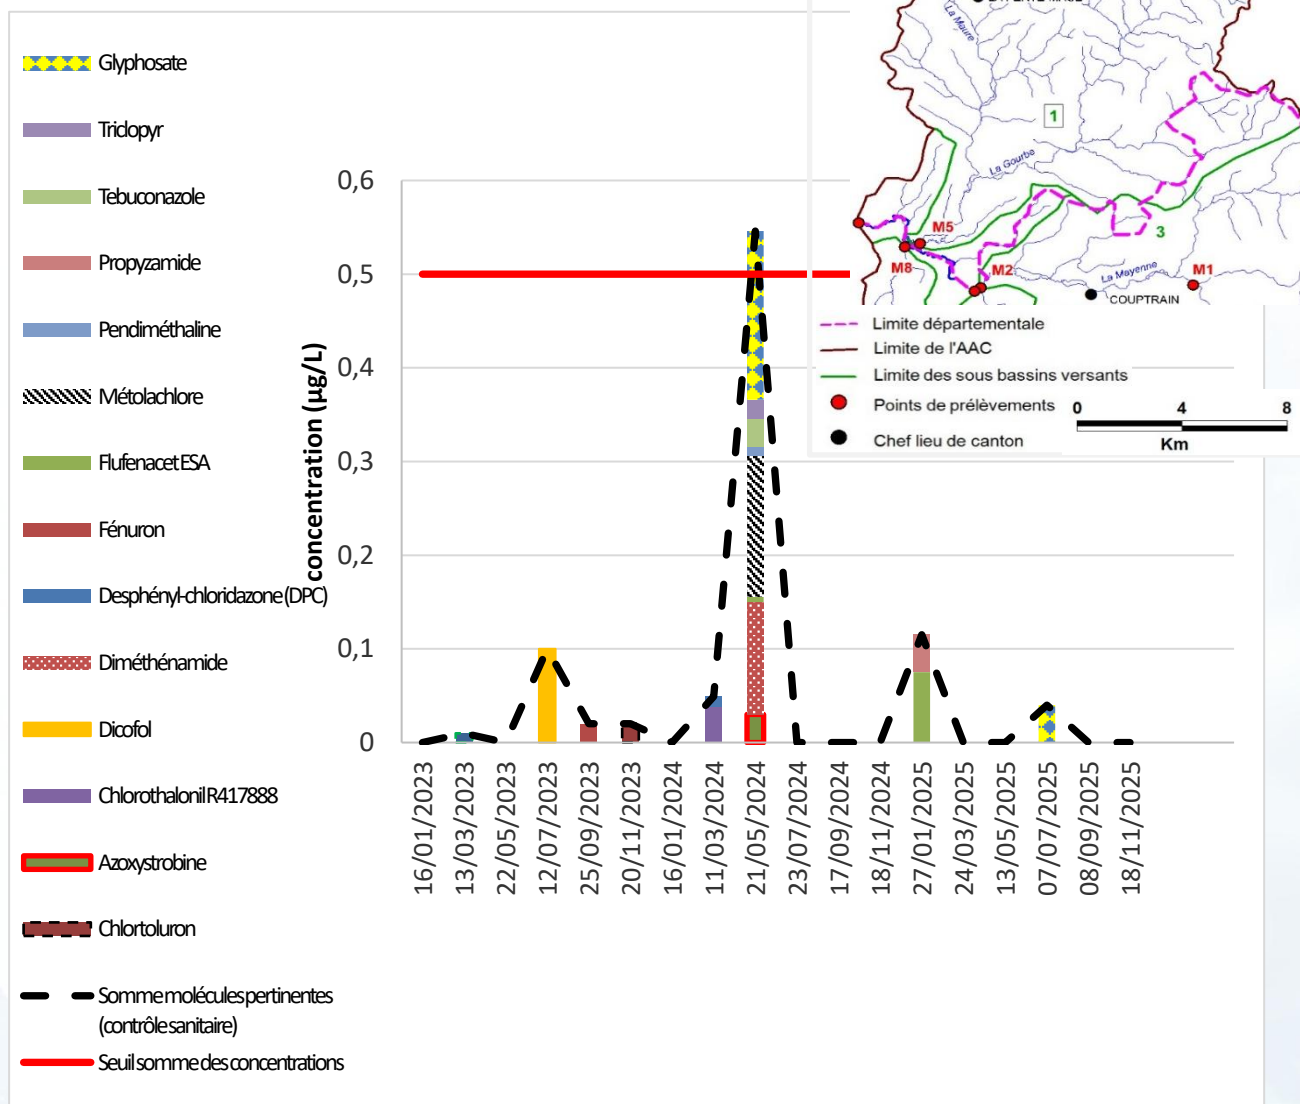 Glyphosate
Triclopyr
Tebuconazole
Propyzamide
Pendiméthaline
Métolachlore
Flufenacet ESA
Fénuron
Desphényl-chloridazone (DPC)
Diméthénamide
Dicofol
Chlorothalonil R417888
Azoxystrobine
Chlortoluron
Somme molécules pertinentes
(contrôle sanitaire)
Seuil somme des concentrations
concentration (µg/L)
0,6
0,5
0,4
0,3
0,2
0,1
0
16/01/2023
13/03/2023
22/05/2023
12/07/2023
25/09/2023
20/11/2023
16/01/2024
11/03/2024
21/05/2024
23/07/2024
17/09/2024
18/11/2024
27/01/2025
24/03/2025
13/05/2025
07/07/2025
08/09/2025
18/11/2025
La Maure
1
La Gourbe
3
M5
M8
M2
La Mayenne
M1
COUPTRAIN
Limite départementale
Limite de l'AAC
Limite des sous bassins versants
Points de prélèvements
Chef lieu de canton
0 4 8
Km